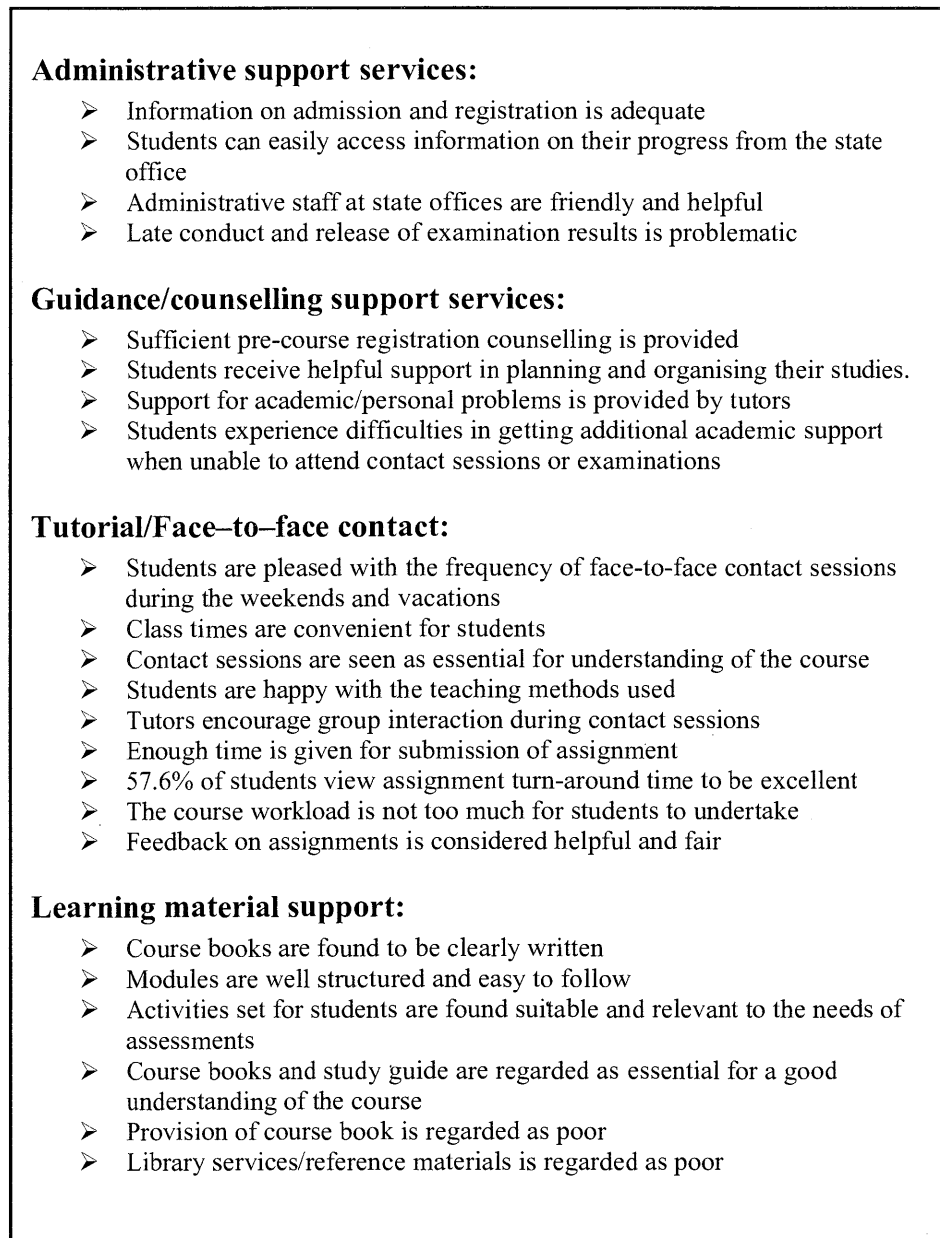 Administrative support services:
➢ Information on admission and registration is adequate
➢ Students can easily access information on their progress from the state
office
➢ Administrative staff at state offices are friendly and helpful
➢ Late conduct and release of examination results is problematic
Guidance/counselling support services:
➢ Sufficient pre-course registration counselling is provided
➢ Students receive helpful support in planning and organising their studies.
➢ Support for academic/personal problems is provided by tutors
➢ Students experience difficulties in getting additional academic support
when unable to attend contact sessions or examinations
Tutorial/Face–to–face contact:
➢ Students are pleased with the frequency of face-to-face contact sessions
during the weekends and vacations
➢ Class times are convenient for students
➢ Contact sessions are seen as essential for understanding of the course
➢ Students are happy with the teaching methods used
➢ Tutors encourage group interaction during contact sessions
➢ Enough time is given for submission of assignment
➢ 57.6% of students view assignment turn-around time to be excellent
➢ The course workload is not too much for students to undertake
➢ Feedback on assignments is considered helpful and fair
Learning material support:
➢ Course books are found to be clearly written
➢ Modules are well structured and easy to follow
➢ Activities set for students are found suitable and relevant to the needs of
assessments
➢ Course books and study guide are regarded as essential for a good
understanding of the course
➢ Provision of course book is regarded as poor
➢ Library services/reference materials is regarded as poor